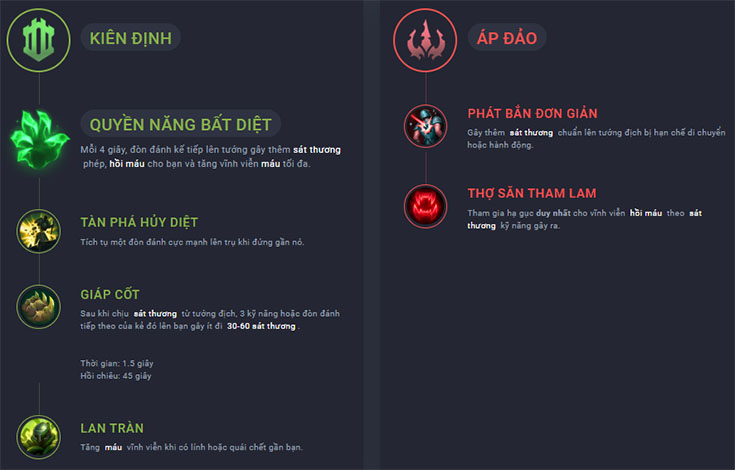 KIÊN ĐỊNH
QUYỀN NĂNG BẤT DIỆT
Mỗi 4 giây, đòn đánh kế tiếp lên tướng gây thêm sát thương
phép, hồi máu cho bạn và tăng vĩnh viễn máu tối đa.
TÀN PHÁ HỦY DIỆT
Tích tụ một đòn đánh cực mạnh lên trụ khi đứng gần nó.
GIÁP CỐT
Sau khi chịu sát thương từ tướng địch, 3 kỹ năng hoặc đòn đánh
tiếp theo của kẻ đó lên bạn gây ít đi 30-60 sát thương.
Thời gian: 1.5 giây
Hồi chiêu: 45 giây
LAN TRÀN
Tăng máu vĩnh viễn khi có lính hoặc quái chết gần bạn.
ÁP ĐẢO
PHÁT BẮN ĐƠN GIẢN
Gây thêm sát thương chuẩn lên tướng địch bị hạn chế di chuyển
hoặc hành động.
THỢ SĂN THAM LAM
Tham gia hạ gục duy nhất cho vĩnh viễn hồi máu theo sát
thương kỹ năng gây ra.